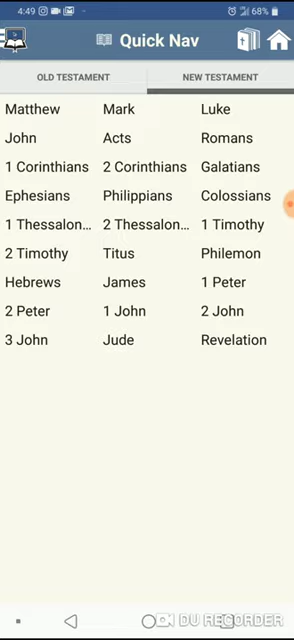 4:49 68%
Quick Nav
OLD TESTAMENT NEW TESTAMENT
Matthew Mark Luke
John Acts Romans
1 Corinthians 2 Corinthians Galatians
Ephesians Philippians Colossians
1 Thessalon... 2 Thessalon... 1 Timothy
2 Timothy Titus Philemon
Hebrews James 1 Peter
2 Peter 1 John 2 John
3 John Jude Revelation
DU RECORDER